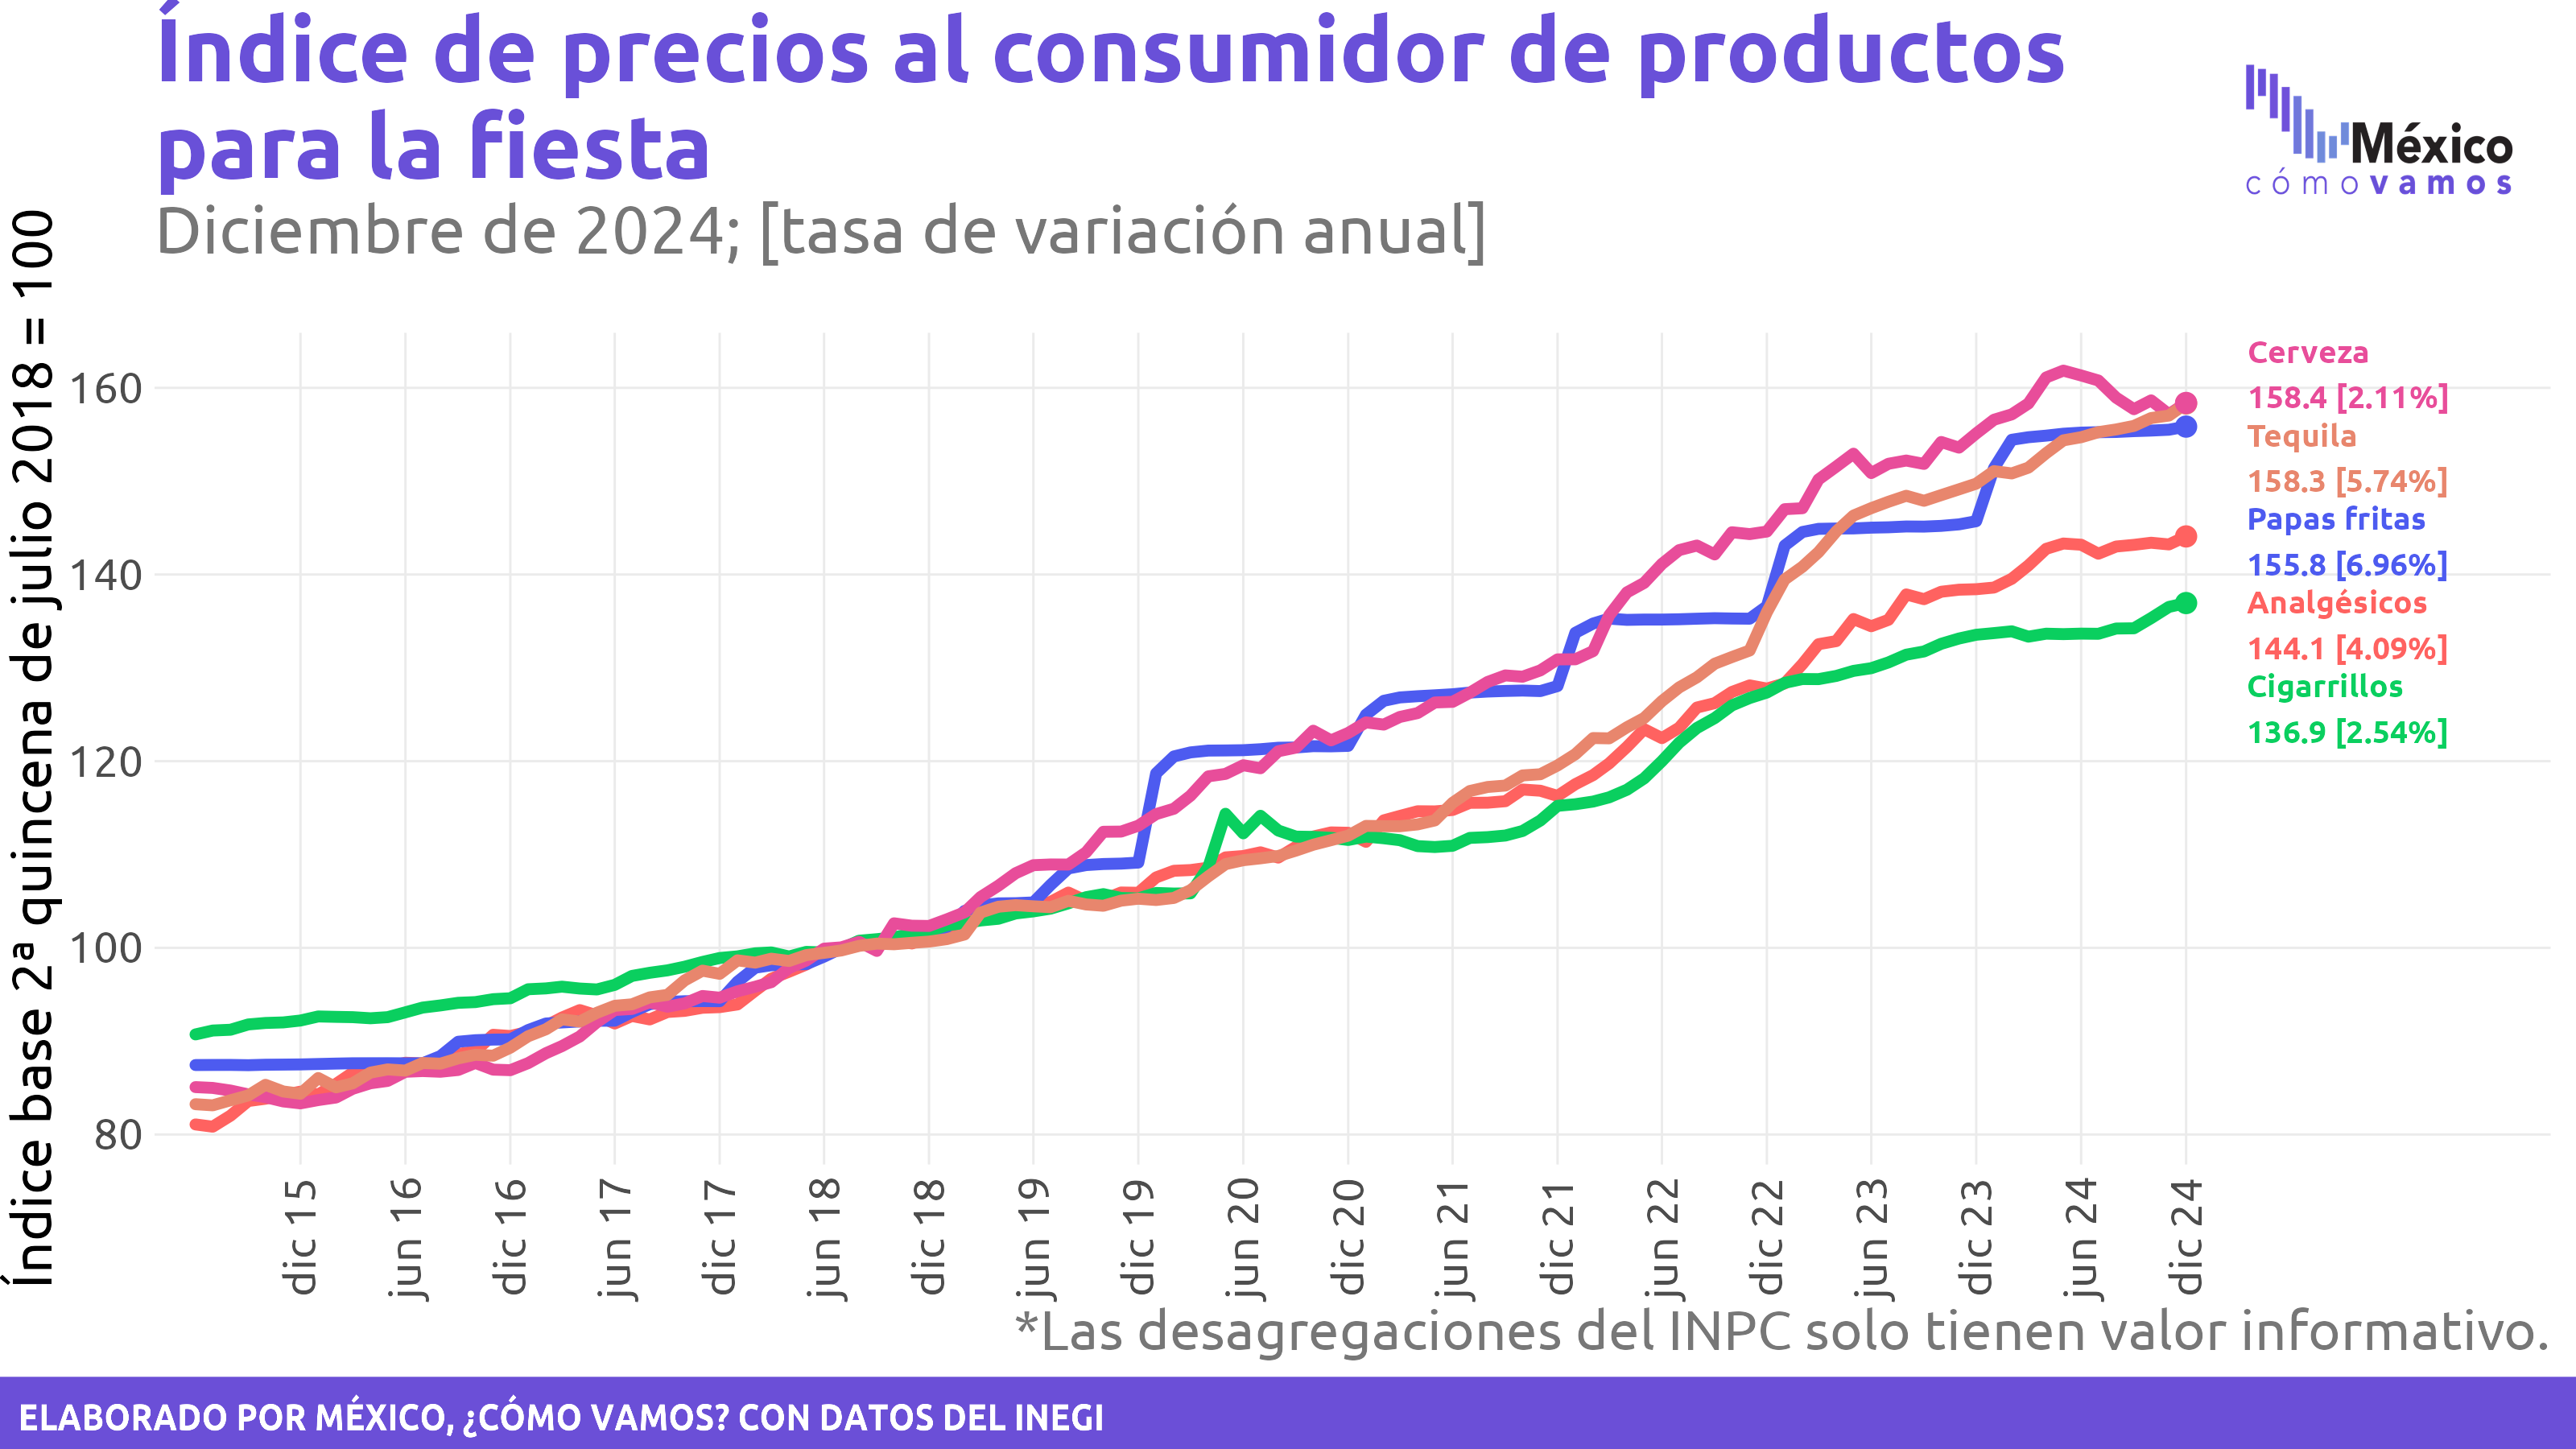 Índice de precios al consumidor de productos
para la fiesta
Diciembre de 2024; [tasa de variación anual]
México
cómo vamos
Índice base 2ª quincena de julio 2018 = 100
160
140
120
100
80
Cerveza
158.4 [2.11%]
Tequila
158.3 [5.74%]
Papas fritas
155.8 [6.96%]
Analgésicos
144.1 [4.09%]
Cigarrillos
136.9 [2.54%]
dic 15
jun 16
dic 16
jun 17
dic 17
jun 18
dic 18
jun 19
dic 19
jun 20
dic 20
jun 21
dic 21
jun 22
dic 22
jun 23
dic 23
jun 24
dic 24
*Las desagregaciones del INPC solo tienen valor informativo.
ELABORADO POR MÉXICO, ¿CÓMO VAMOS? CON DATOS DEL INEGI